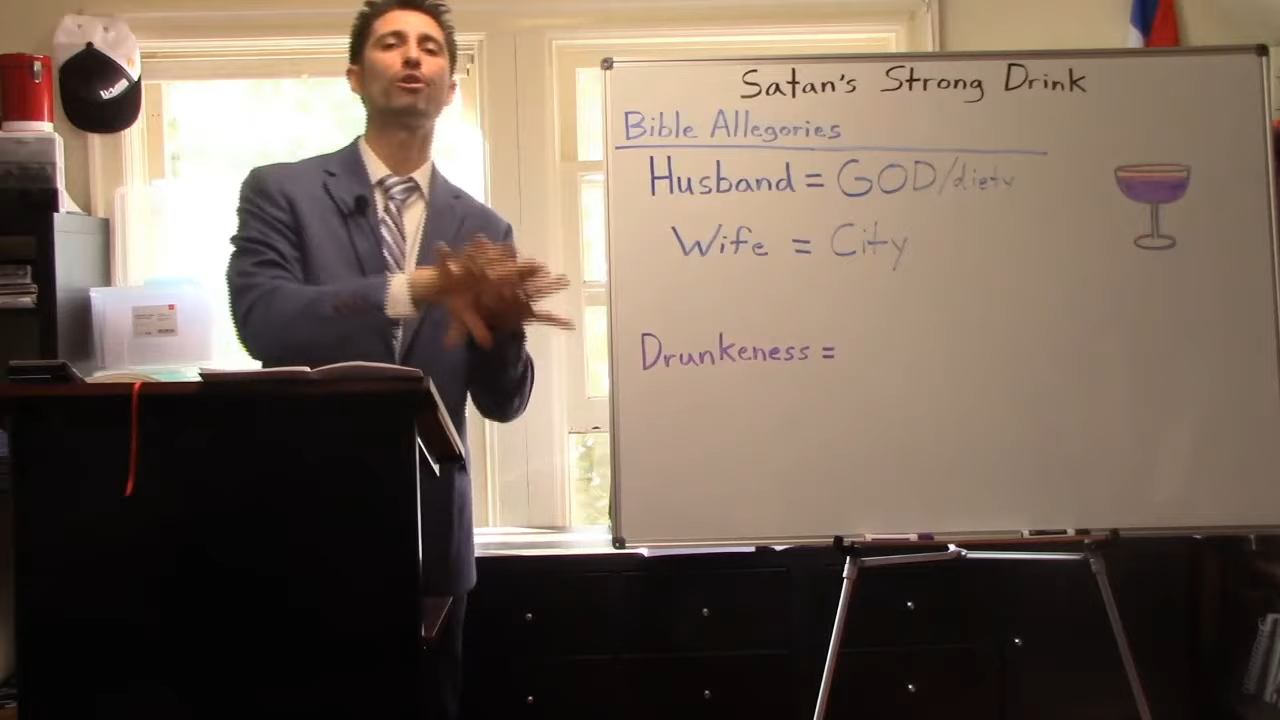 Satan's Strong Drink
Bible Allegories
Husband = GOD/diety
Wife = City
Drunkeness =